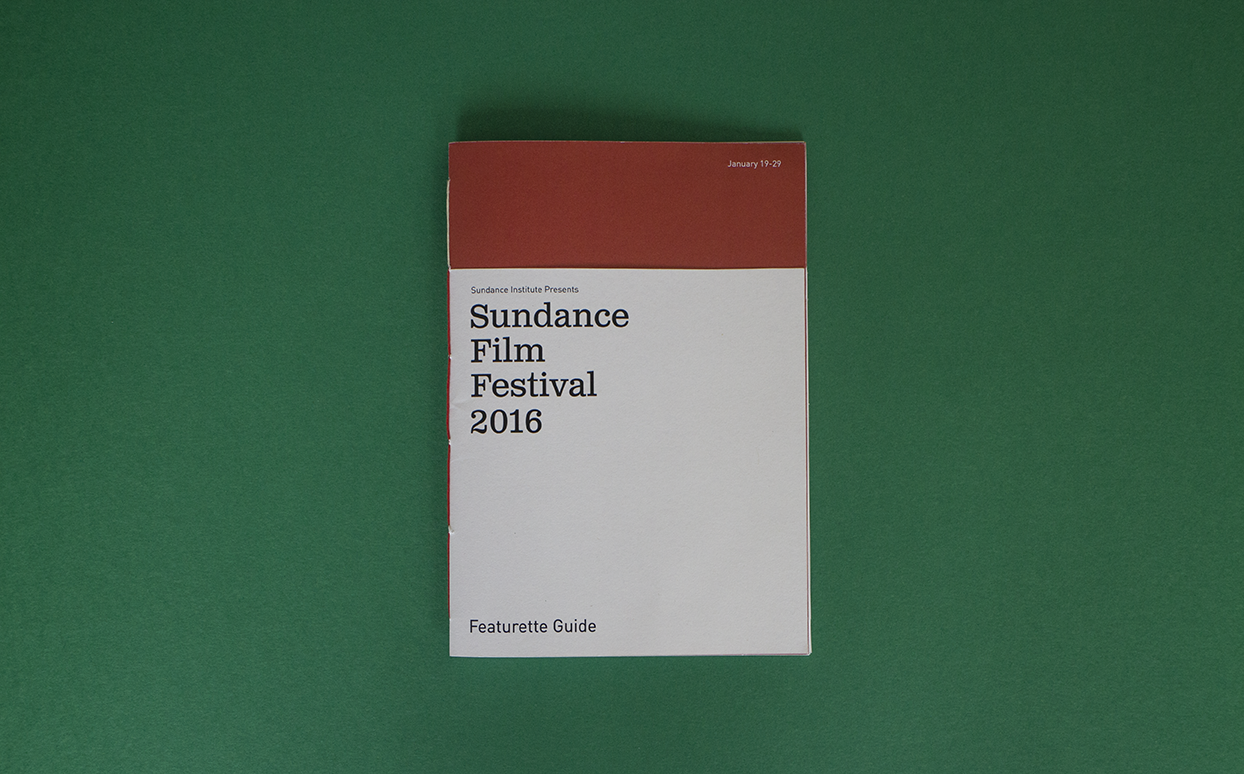 January 19-29
Sundance Institute Presents
Sundance
Film
Festival
2016
Featurette Guide